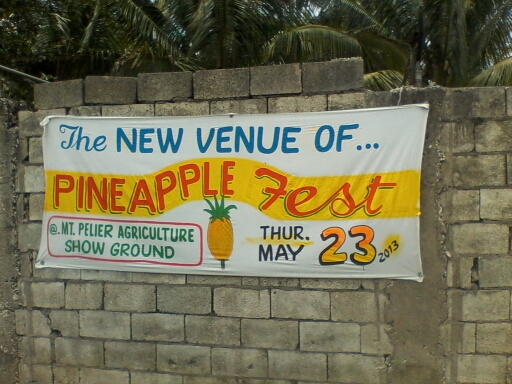 The NEW VENUE OF...
PINEAPPLE Fest
@. MT. PELIER AGRICULTURE
SHOW GROUND
THUR.
MAY 23 2013